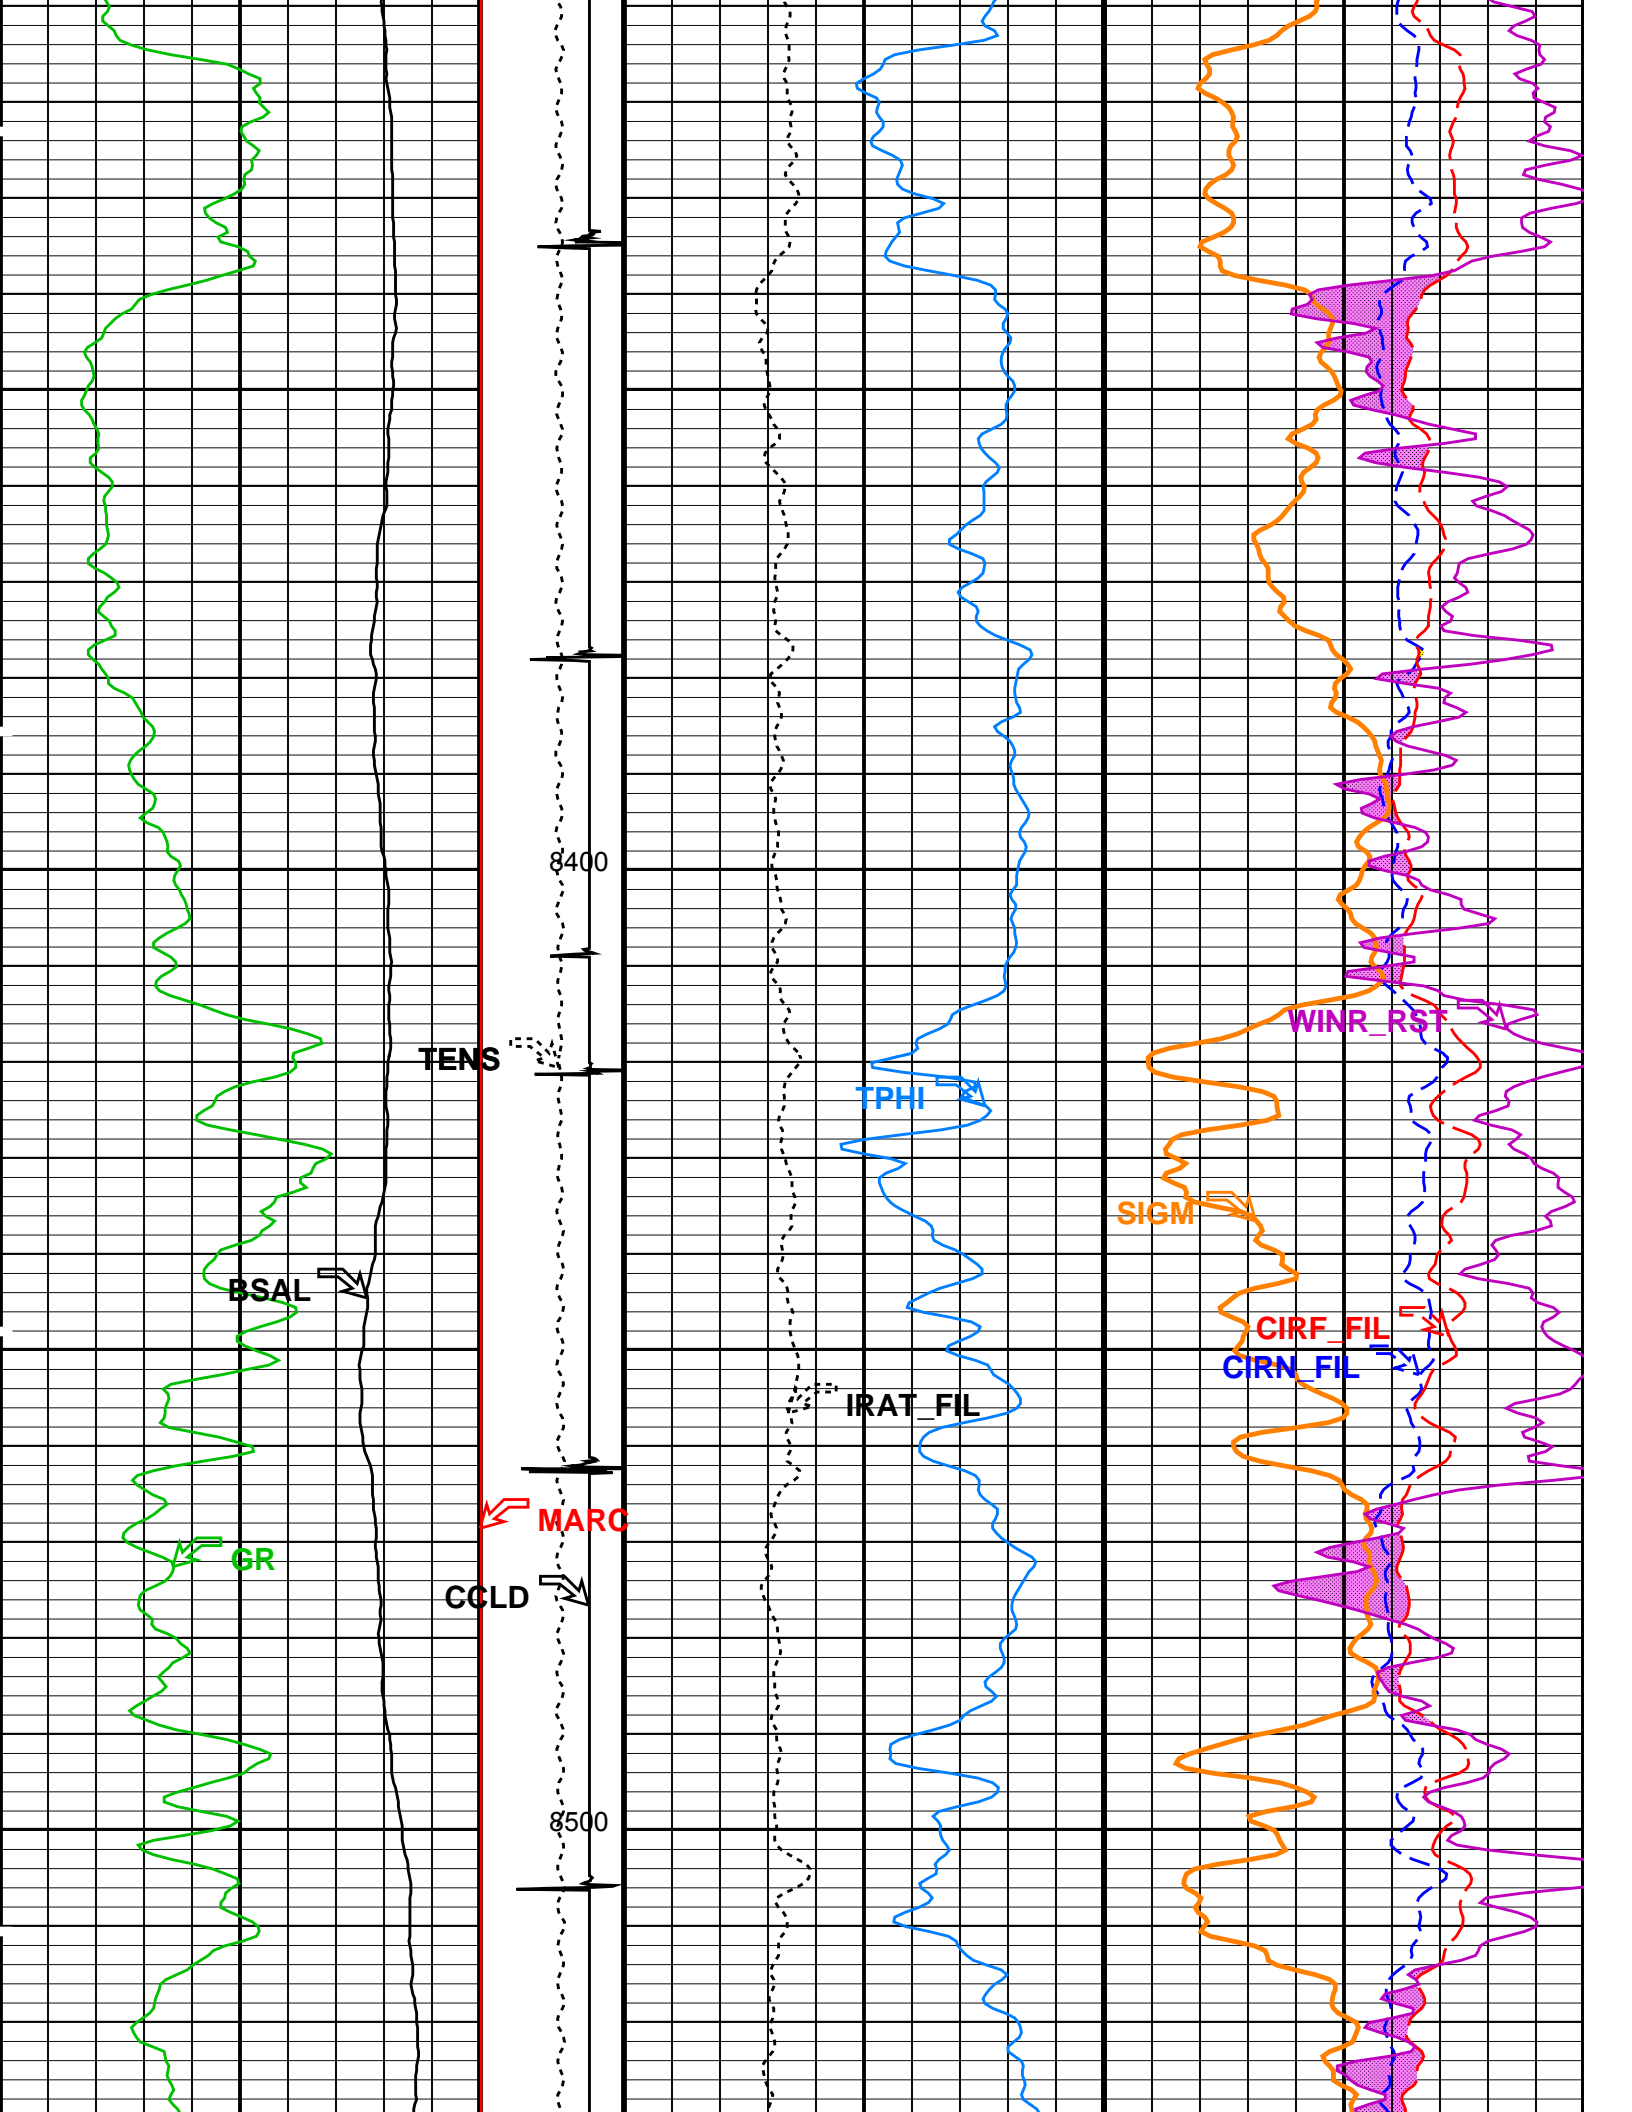 8400
WINR_RST
TENS
TPHI
SIGM
BSAL
CIRF_FIL
CIRN_FIL
IRAT_FIL
MARC
GR
CCLD
8500